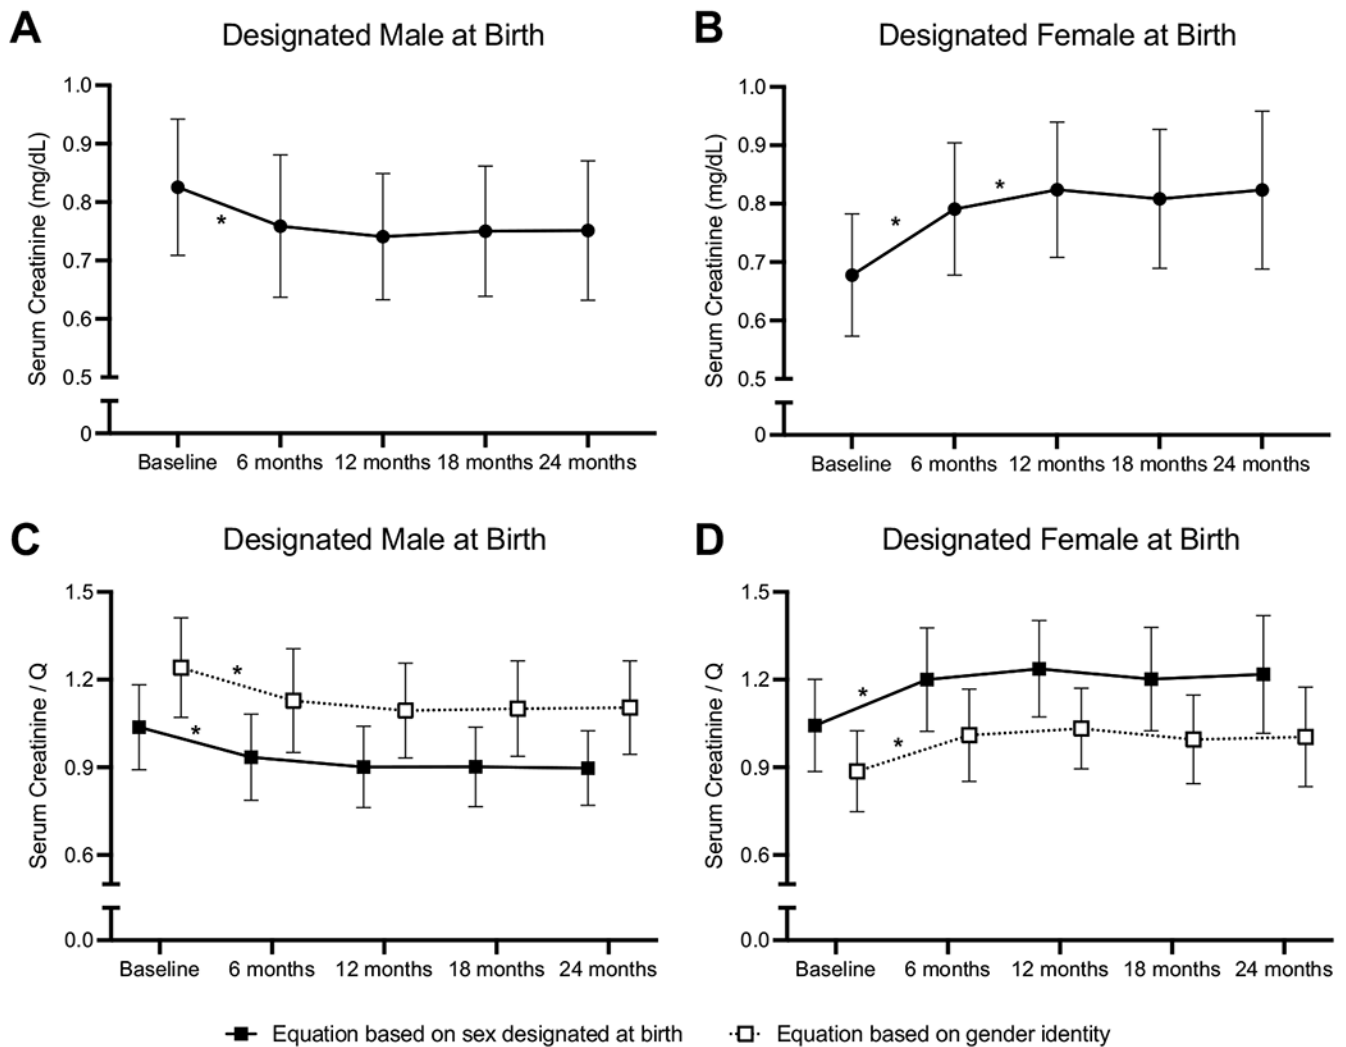 A
Designated Male at Birth
Serum Creatinine (mg/dL)
1.0
0.9
0.8
0.7
0.6
0.5
0
*
Baseline 6 months 12 months 18 months 24 months
B
Designated Female at Birth
Serum Creatinine (mg/dL)
1.0
0.9
0.8
0.7
0.6
0.5
0
*
*
Baseline 6 months 12 months 18 months 24 months
C
Designated Male at Birth
Serum Creatinine / Q
1.5
1.2
0.9
0.6
0.0
*
*
Baseline 6 months 12 months 18 months 24 months
D
Designated Female at Birth
Serum Creatinine / Q
1.5
1.2
0.9
0.6
0.0
*
*
Baseline 6 months 12 months 18 months 24 months
Equation based on sex designated at birth
Equation based on gender identity